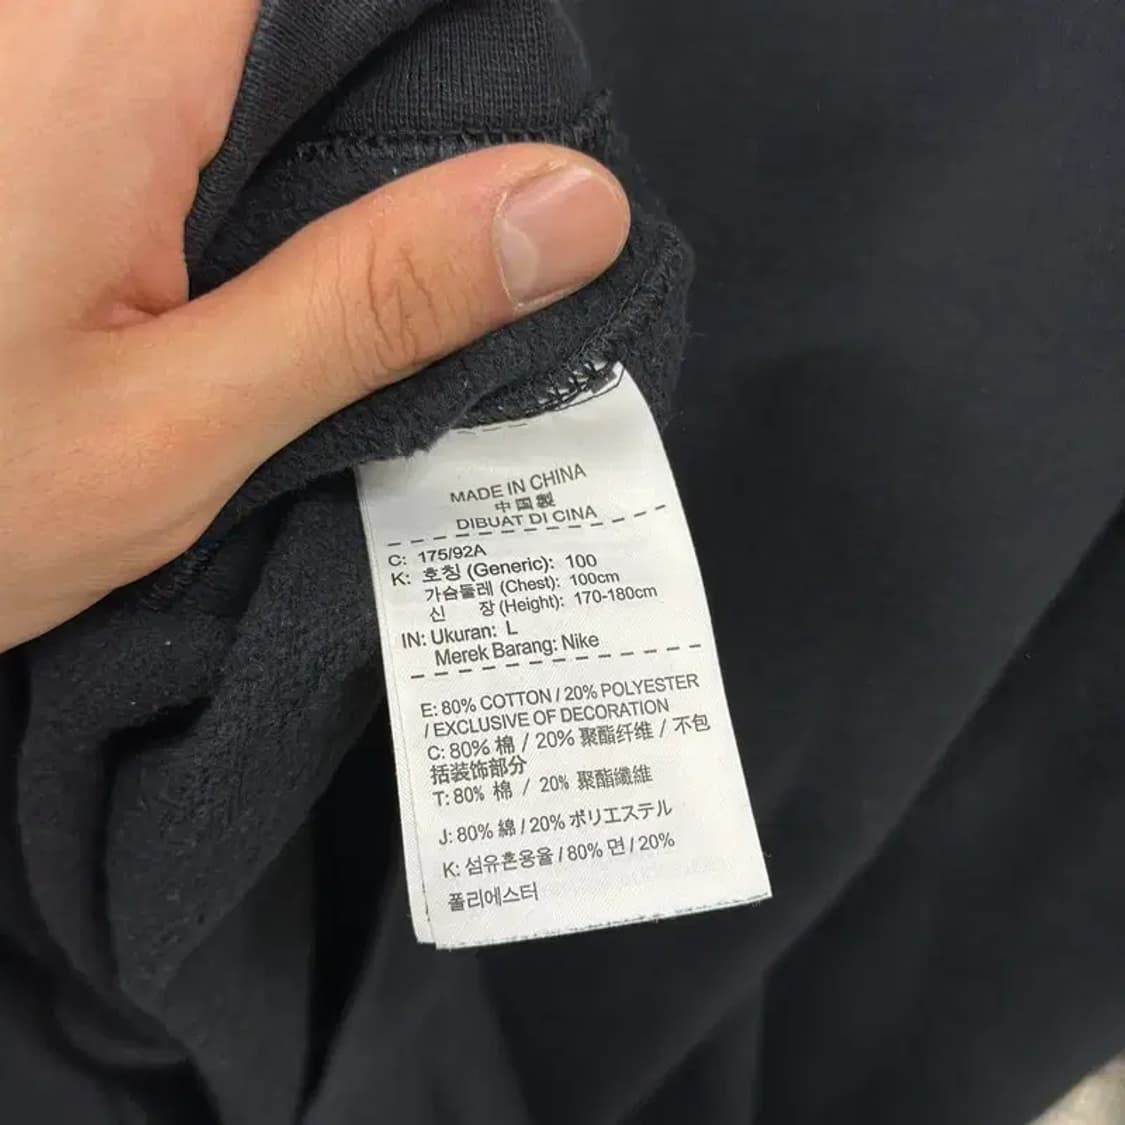 MADE IN CHINA
中国製
DIBUAT DI CINA
C: 175/92A
K: 호칭 (Generic): 100
가슴둘레 (Chest): 100cm
신 장 (Height): 170-180cm
IN: Ukuran: L
Merek Barang: Nike
E: 80% COTTON / 20% POLYESTER
/ EXCLUSIVE OF DECORATION
C: 80% 棉 / 20% 聚酯纤维 / 不包
括装饰部分
T: 80% 棉 / 20% 聚酯纖維
J: 80% 綿 / 20% ポリエステル
K: 섬유혼용율 / 80% 면 / 20%
폴리에스터